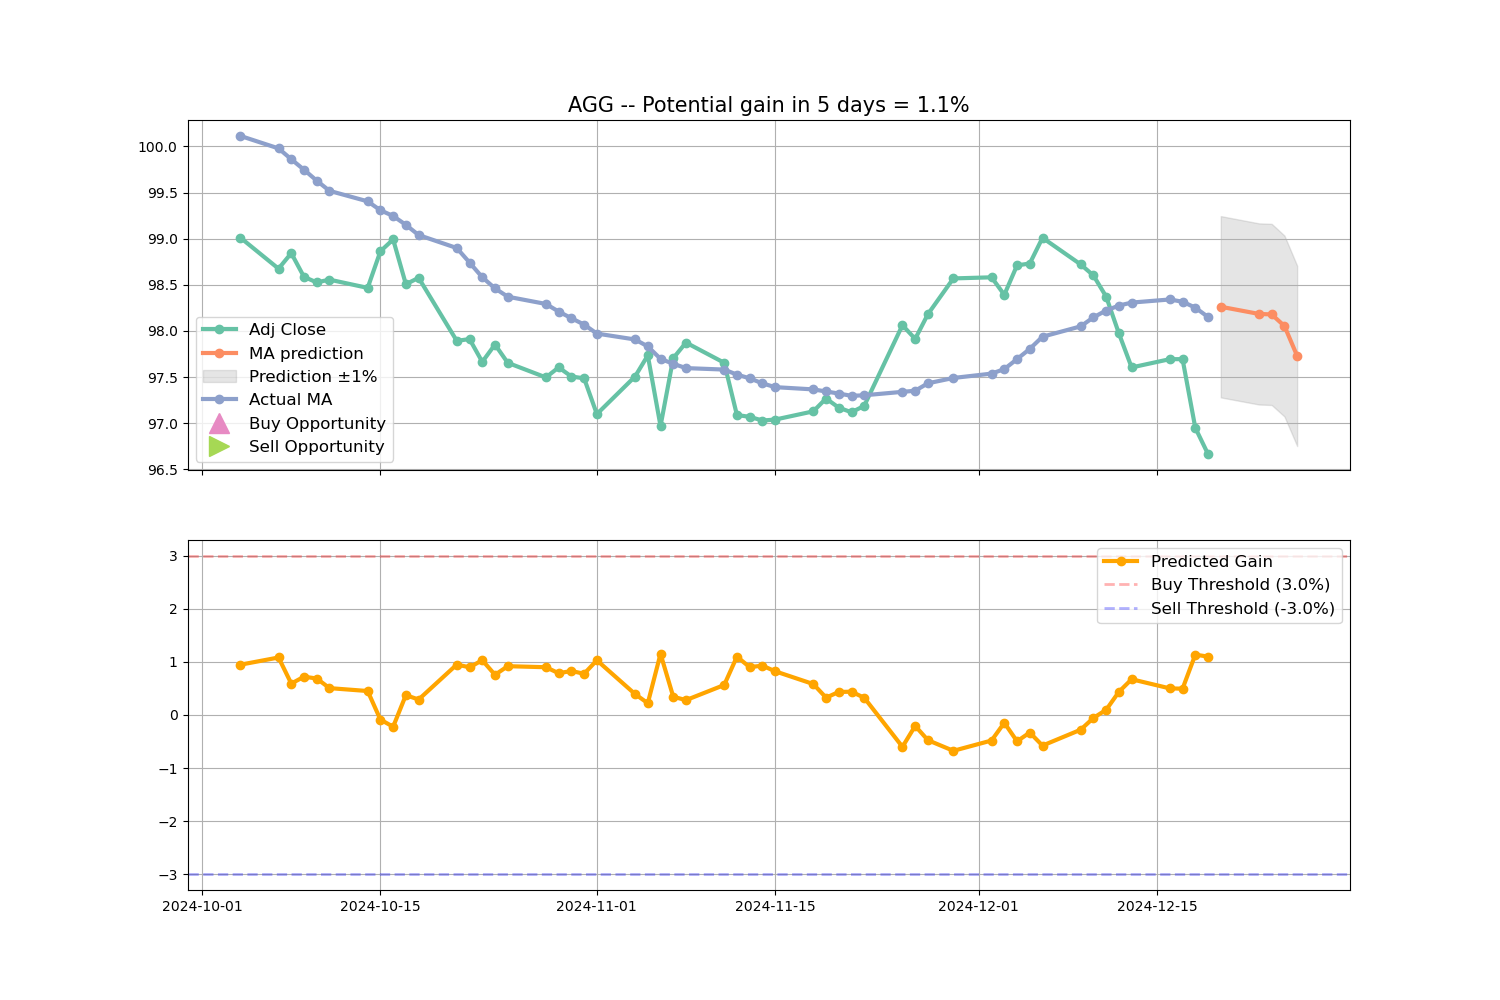 AGG -- Potential gain in 5 days = 1.1%
100.0
99.5
99.0
98.5
98.0
97.5
97.0
96.5
Adj Close
MA prediction
Prediction ±1%
Actual MA
Buy Opportunity
Sell Opportunity
3
2
1
0
−1
−2
−3
Predicted Gain
Buy Threshold (3.0%)
Sell Threshold (-3.0%)
2024-10-01
2024-10-15
2024-11-01
2024-11-15
2024-12-01
2024-12-15